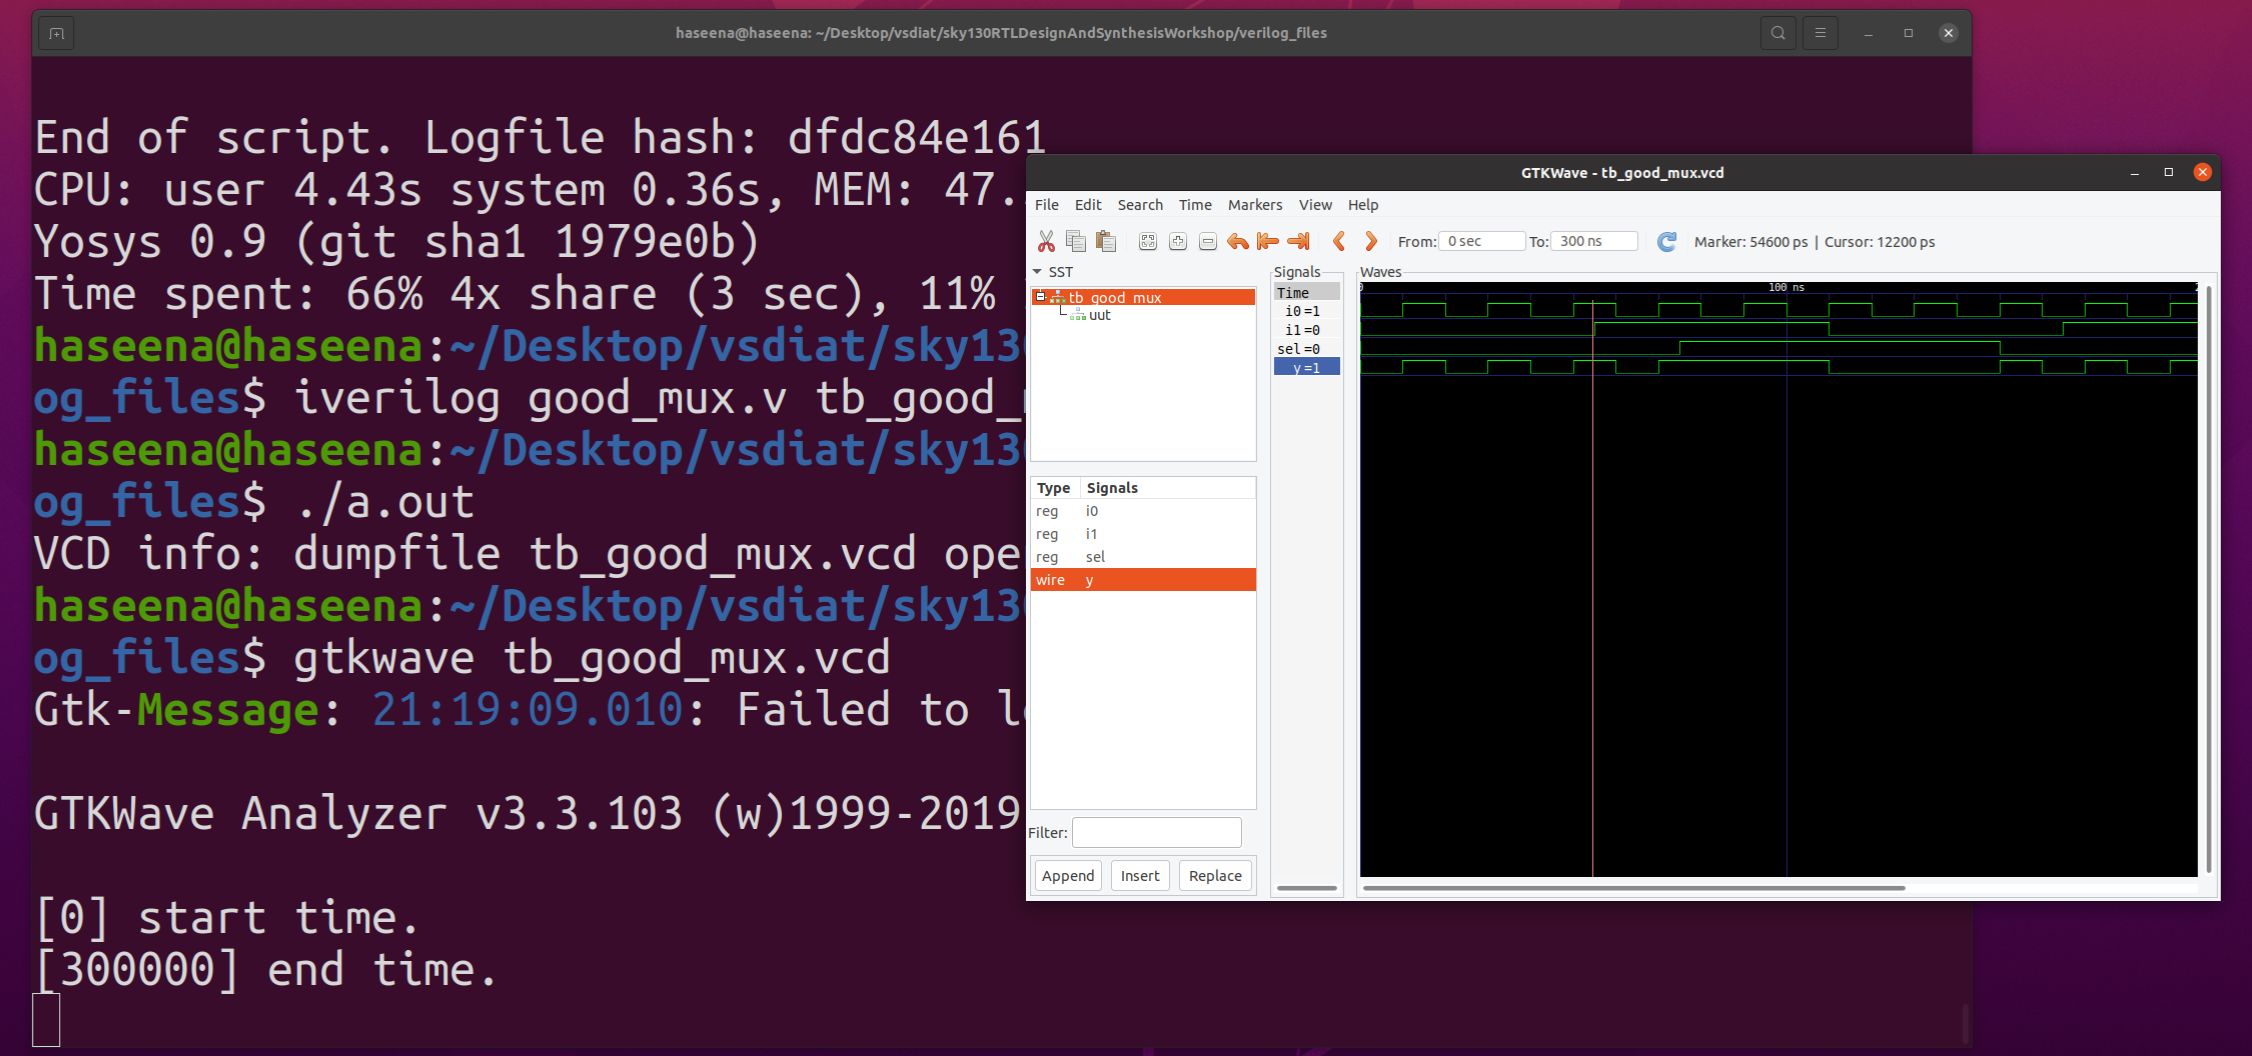 haseena@haseena: ~/Desktop/vsdiat/sky130RTLDesignAndSynthesisWorkshop/verilog_files
End of script. Logfile hash: dfdc84e161
CPU: user 4.43s system 0.36s, MEM: 47.
Yosys 0.9 (git sha1 1979e0b)
Time spent: 66% 4x share (3 sec), 11%
haseena@haseena:~/Desktop/vsdiat/sky130
og_files$ iverilog good_mux.v tb_good_
haseena@haseena:~/Desktop/vsdiat/sky130
og_files$ ./a.out
VCD info: dumpfile tb_good_mux.vcd ope
haseena@haseena:~/Desktop/vsdiat/sky130
og_files$ gtkwave tb_good_mux.vcd
Gtk-Message: 21:19:09.010: Failed to l
GTKWave Analyzer v3.3.103 (w)1999-2019
[0] start time.
[300000] end time.
GTKWave - tb_good_mux.vcd
File Edit Search Time Markers View Help
From: 0 sec To: 300 ns Marker: 54600 ps | Cursor: 12200 ps
SST
tb_good_mux
uut
Type Signals
reg i0
reg i1
reg sel
wire y
Filter:
Append Insert Replace
Signals
Time
i0=1
i1=0
sel=0
y=1
Waves
0 100 ns